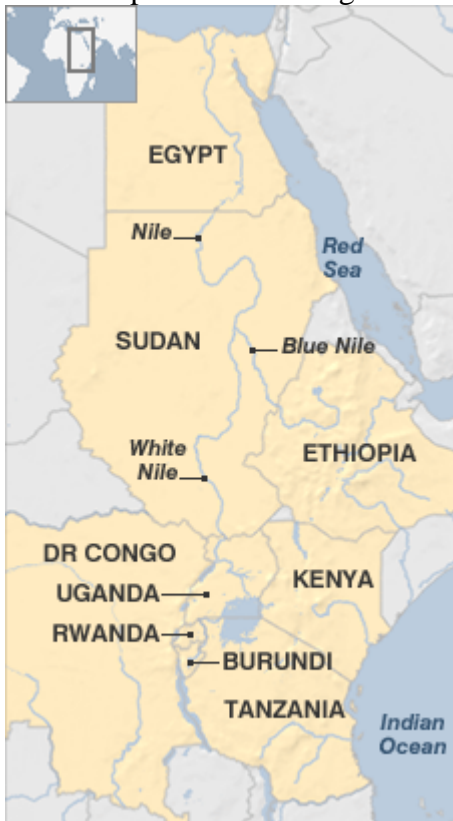 EGYPT
Nile
Red
Sea
SUDAN
Blue Nile
White
Nile
ETHIOPIA
DR CONGO
KENYA
UGANDA
RWANDA
BURUNDI
TANZANIA
Indian
Ocean